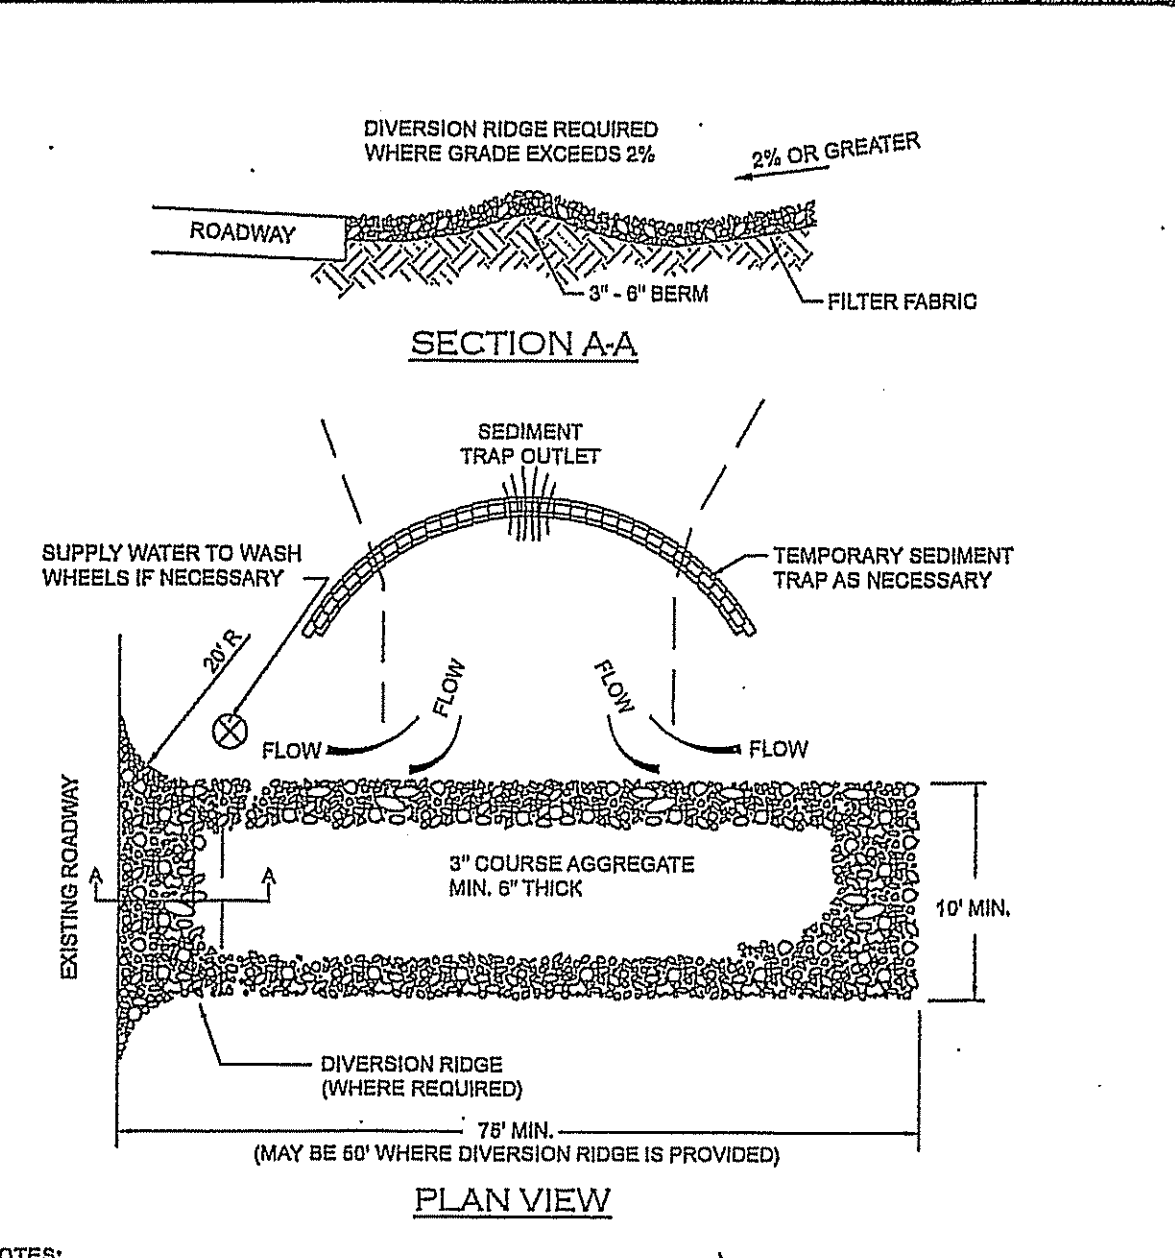 DIVERSION RIDGE REQUIRED
WHERE GRADE EXCEEDS 2%
2% OR GREATER
ROADWAY
3" - 6" BERM
FILTER FABRIC
SECTION A-A
SEDIMENT
TRAP OUTLET
SUPPLY WATER TO WASH
WHEELS IF NECESSARY
TEMPORARY SEDIMENT
TRAP AS NECESSARY
20' R
FLOW
FLOW
FLOW
FLOW
EXISTING ROADWAY
A
A
3" COURSE AGGREGATE
MIN. 6" THICK
10' MIN.
DIVERSION RIDGE
(WHERE REQUIRED)
75' MIN.
(MAY BE 50' WHERE DIVERSION RIDGE IS PROVIDED)
PLAN VIEW